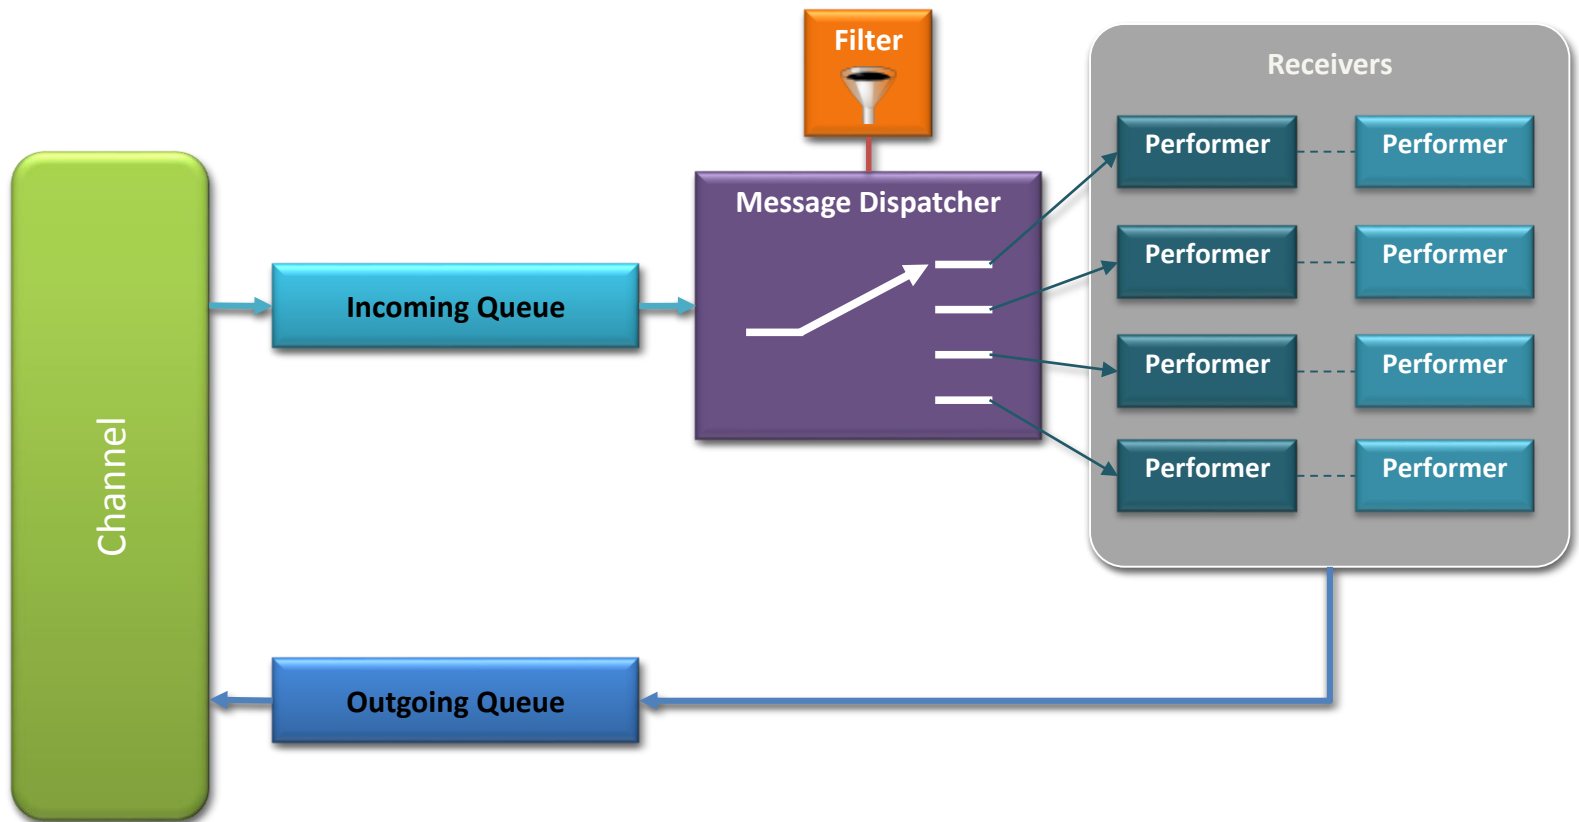 Filter
Receivers
Performer
Performer
Message Dispatcher
Performer
Performer
Incoming Queue
Performer
Performer
Performer
Performer
Channel
Outgoing Queue